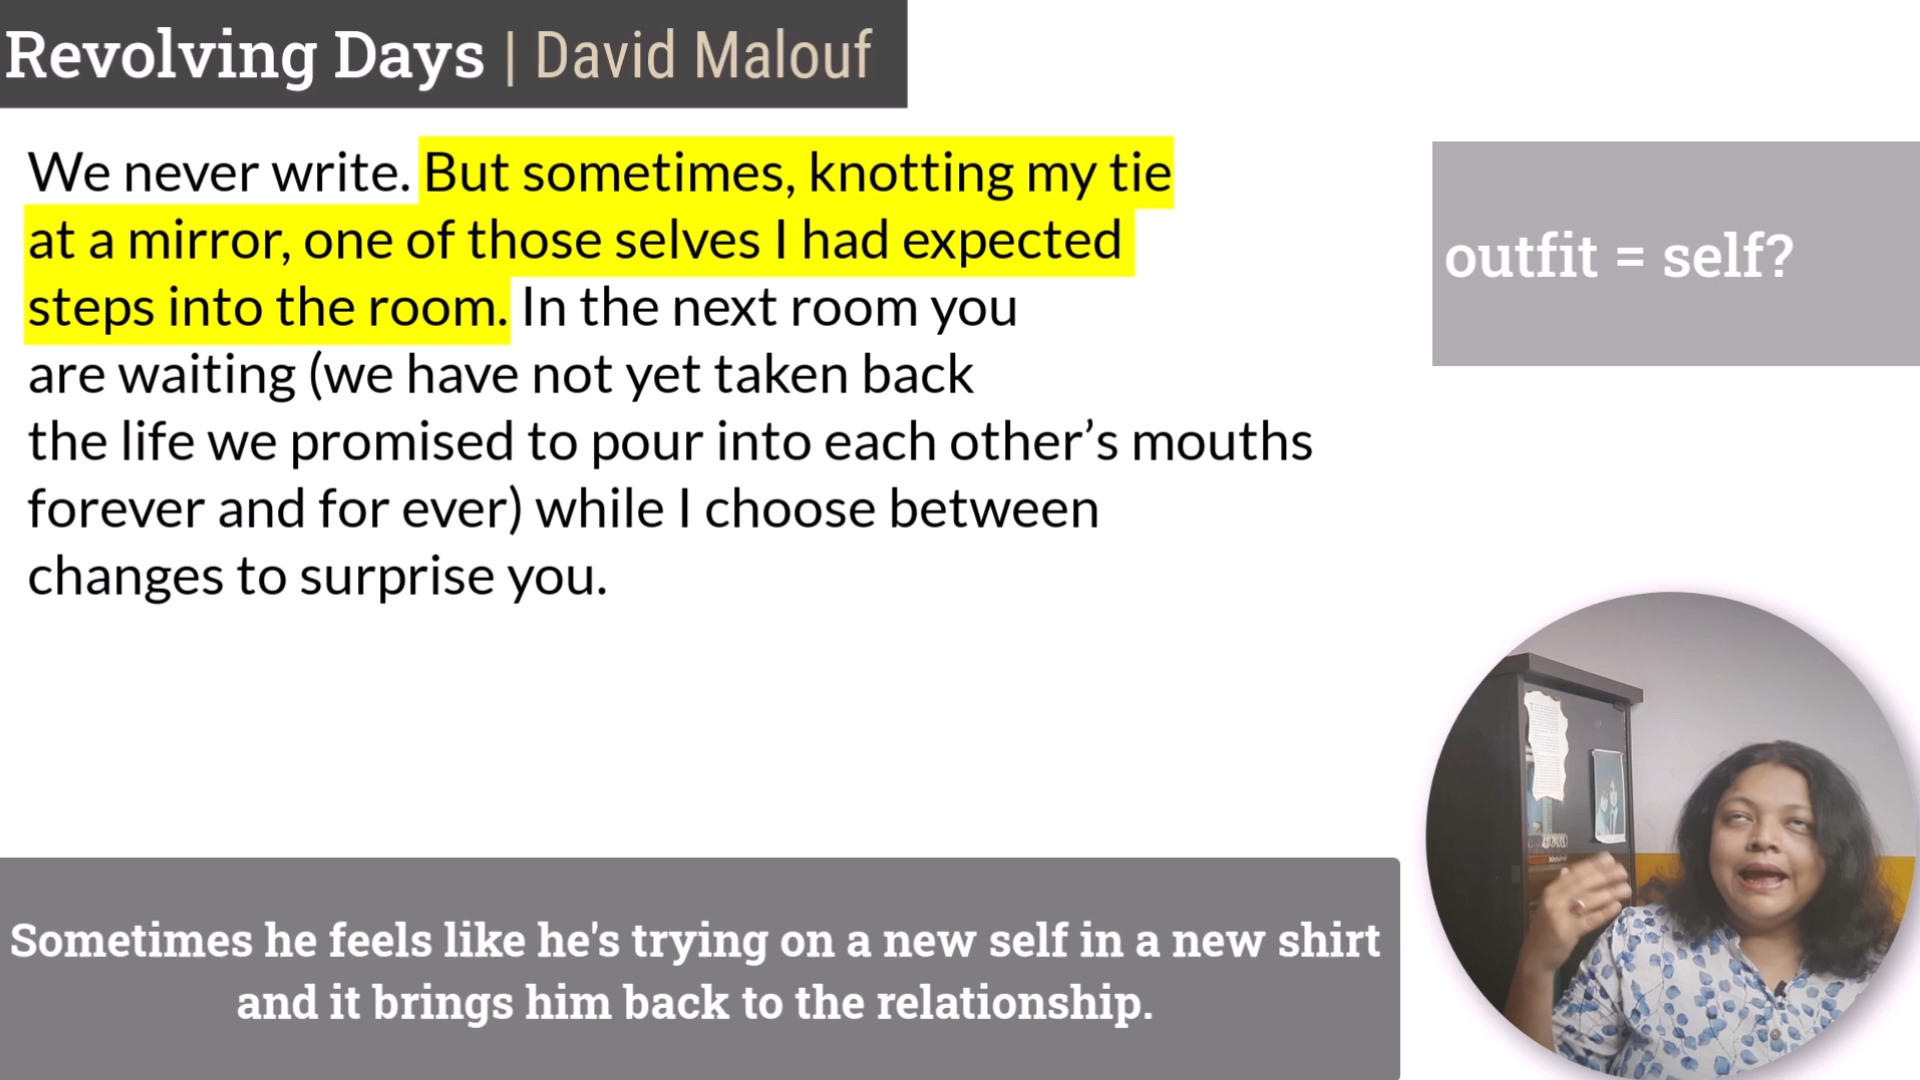 Revolving Days | David Malouf
We never write. But sometimes, knotting my tie
at a mirror, one of those selves I had expected
steps into the room. In the next room you
are waiting (we have not yet taken back
the life we promised to pour into each other’s mouths
forever and for ever) while I choose between
changes to surprise you.
outfit = self?
Sometimes he feels like he's trying on a new self in a new shirt
and it brings him back to the relationship.